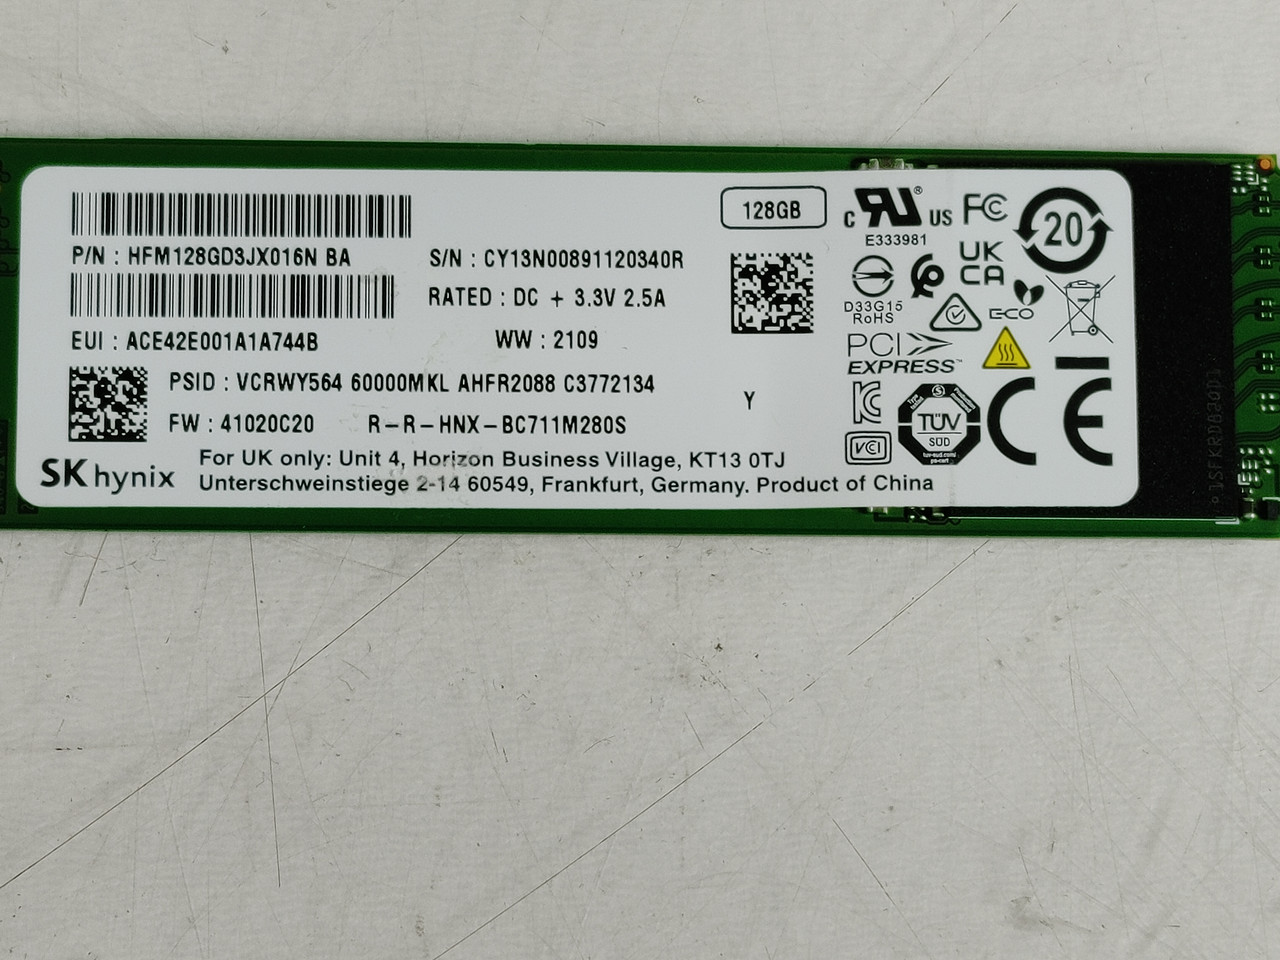 128GB
P/N : HFM128GD3JX016N BA
S/N : CY13N00891120340R
RATED : DC + 3.3V 2.5A
EUI : ACE42E001A1A744B
WW : 2109
PSID : VCRWY564 60000MKL AHFR2088 C3772134
Y
FW : 41020C20
R-R-HNX-BC711M280S
SK hynix
For UK only: Unit 4, Horizon Business Village, KT13 0TJ
Unterschweinstiege 2-14 60549, Frankfurt, Germany. Product of China
c RU ® US
E333981
FC
20
UK
CA
D33G15
RoHS
ECO
PCI
EXPRESS™
TÜV
SÜD
VCI
CE